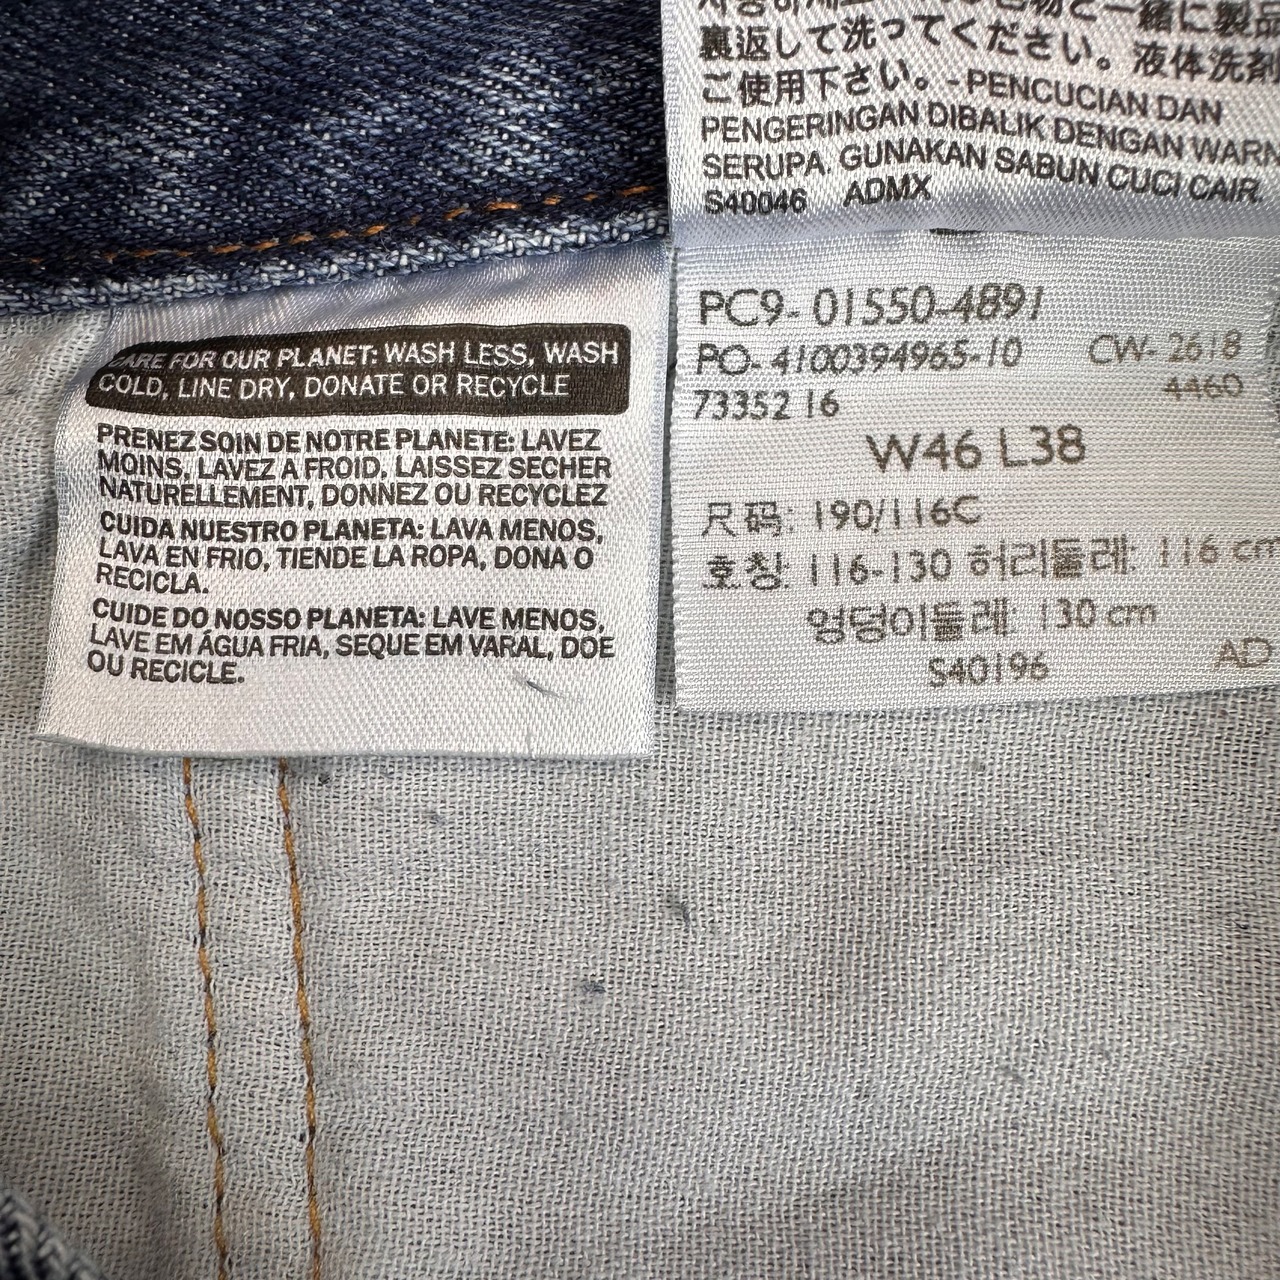 CARE FOR OUR PLANET: WASH LESS, WASH
COLD, LINE DRY, DONATE OR RECYCLE
PRENEZ SOIN DE NOTRE PLANETE: LAVEZ
MOINS, LAVEZ A FROID, LAISSEZ SECHER
NATURELLEMENT, DONNEZ OU RECYCLEZ
CUIDA NUESTRO PLANETA: LAVA MENOS,
LAVA EN FRIO, TIENDE LA ROPA, DONA O
RECICLA.
CUIDE DO NOSSO PLANETA: LAVE MENOS,
LAVE EM ÁGUA FRIA, SEQUE EM VARAL, DOE
OU RECICLE.
と一緒に製品
裏返して洗ってください。液体洗剤
ご使用下さい。-PENCUCIAN DAN
PENGERINGAN DIBALIK DENGAN WARN
SERUPA. GUNAKAN SABUN CUCI CAIR.
S40046 ADMX
PC9- 01550-4891
PO- 4100394965-10 CW- 2618
73352 16 4460
W46 L38
尺码: 190/116C
호칭: 116-130 허리둘레: 116 cm
엉덩이둘레: 130 cm
S40196 AD